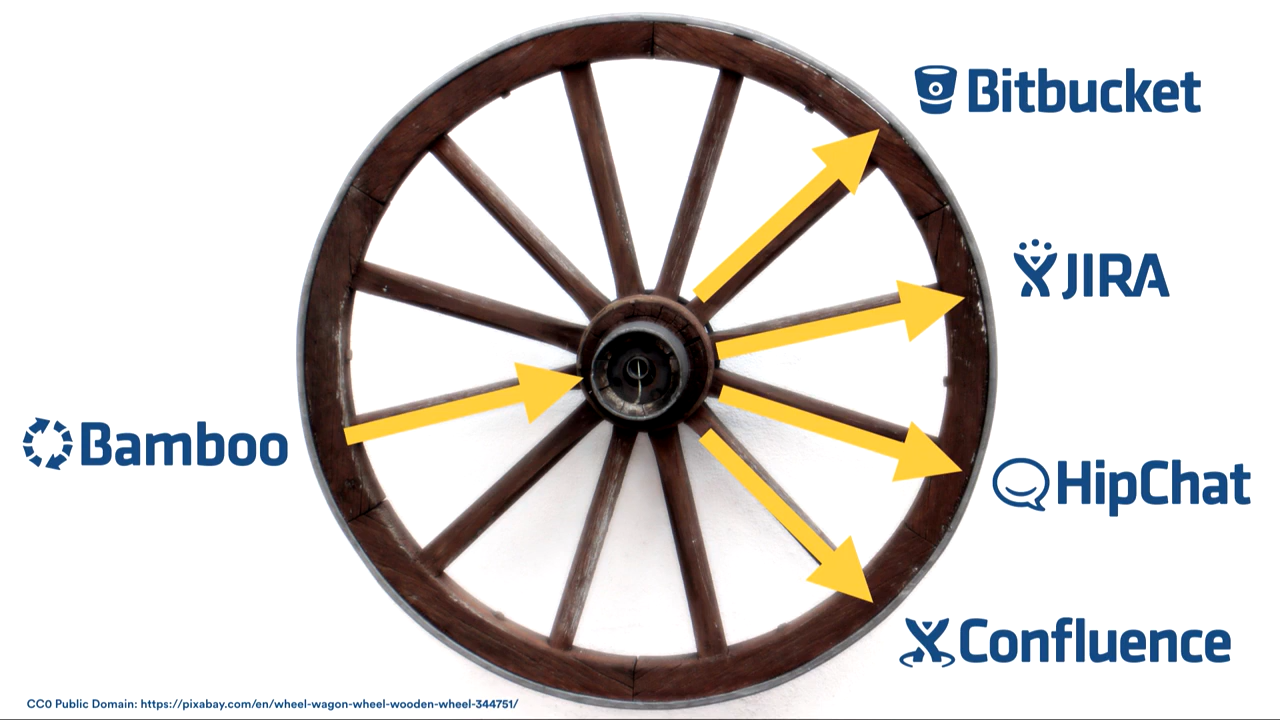 Bitbucket
JIRA
Bamboo
HipChat
Confluence
CC0 Public Domain: https://pixabay.com/en/wheel-wagon-wheel-wooden-wheel-344751/